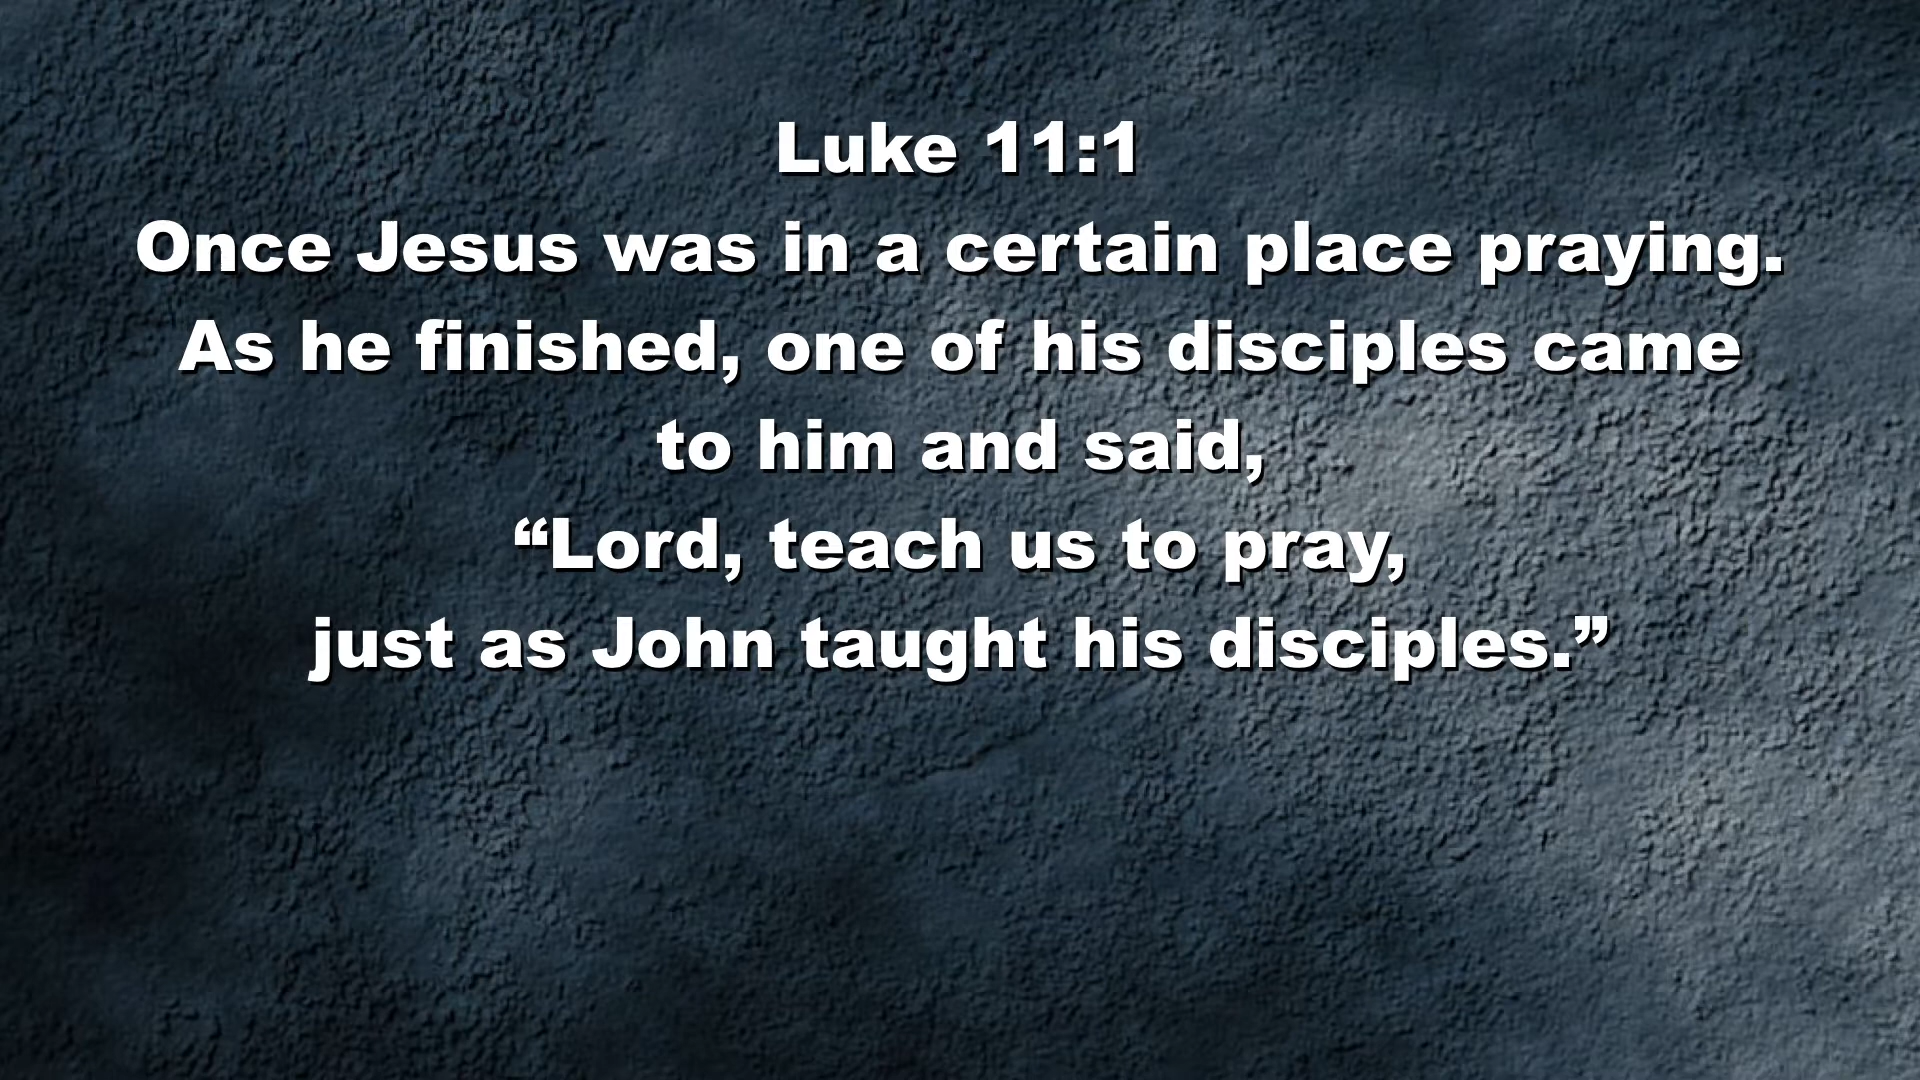 Luke 11:1
Once Jesus was in a certain place praying.
As he finished, one of his disciples came
to him and said,
“Lord, teach us to pray,
just as John taught his disciples.”